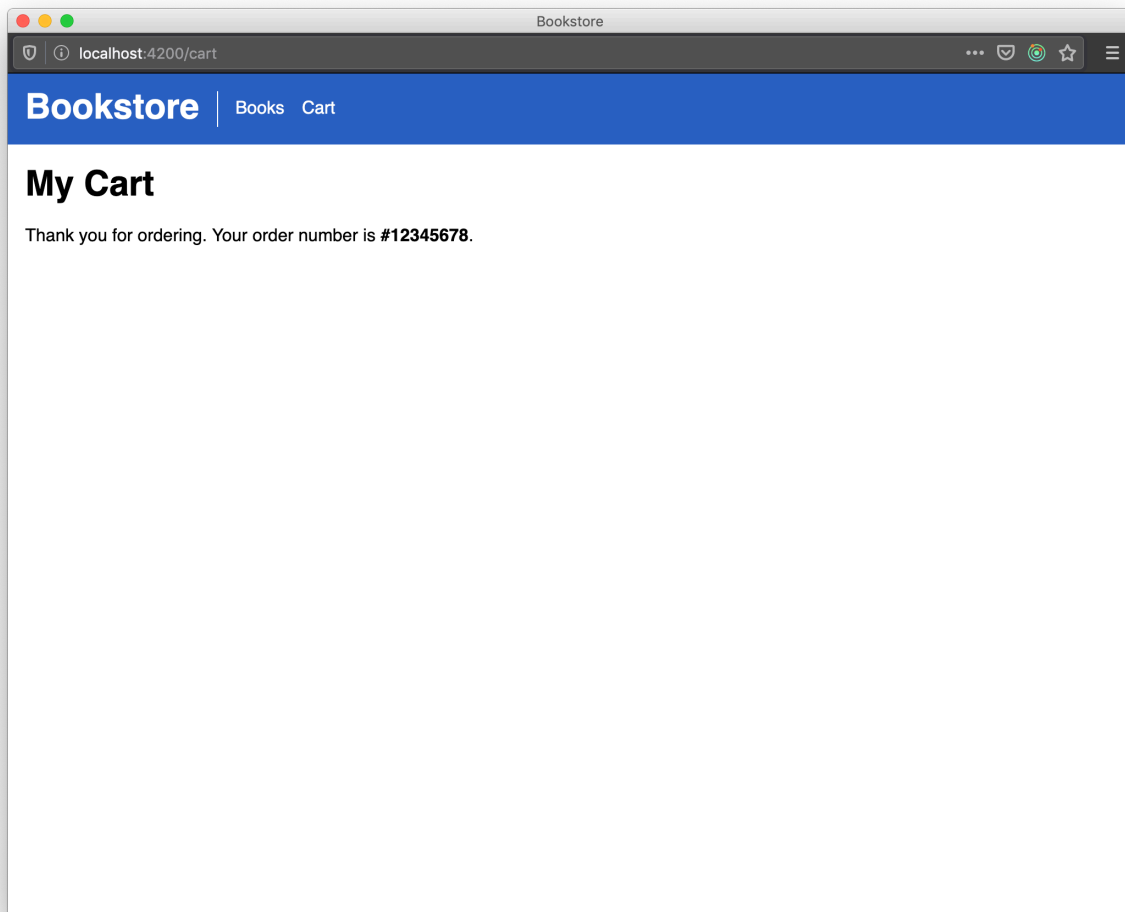 Bookstore
localhost:4200/cart
Bookstore Books Cart
My Cart
Thank you for ordering. Your order number is #12345678.